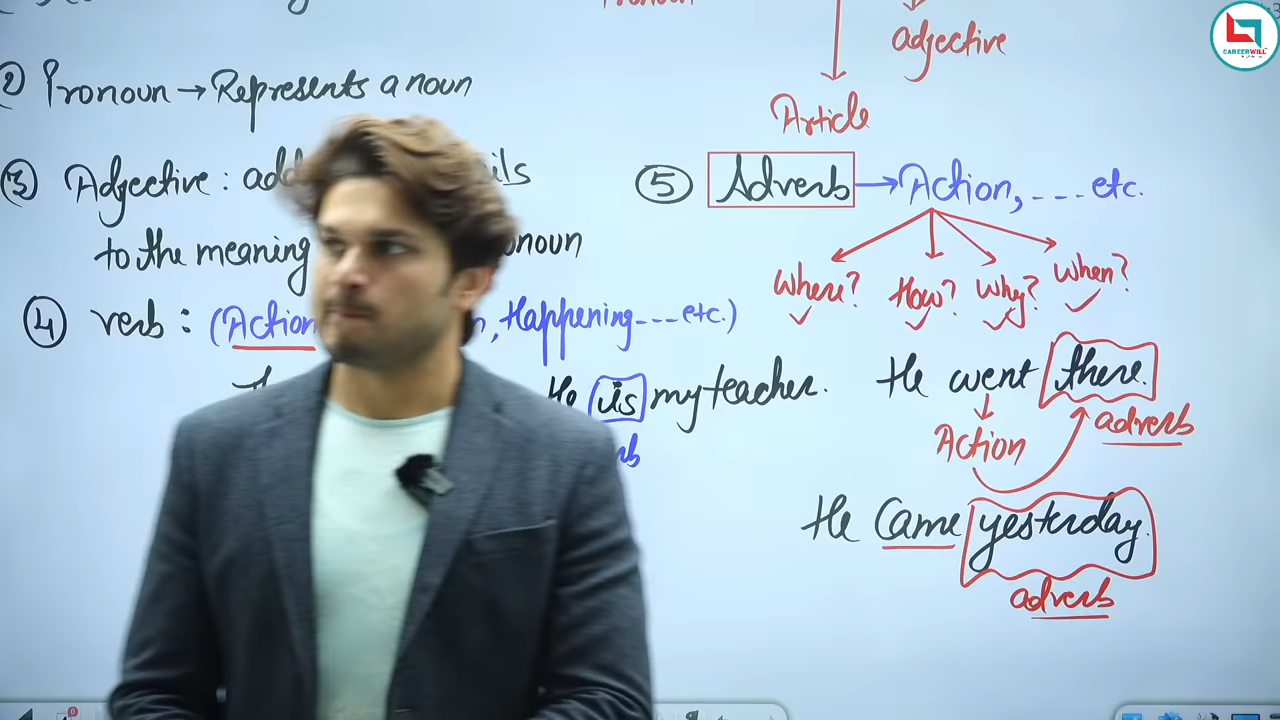 adjective
CAREERWILL
② Pronoun → Represents a noun
Article
③ Adjective : add ils
to the meaning onoun
④ verb : (Action , Happening---etc.)
He is my teacher.
⑤ Adverb → Action, ---- etc.
Where? How? Why? When?
He went there.
Action adverb
He Came yesterday.
adverb